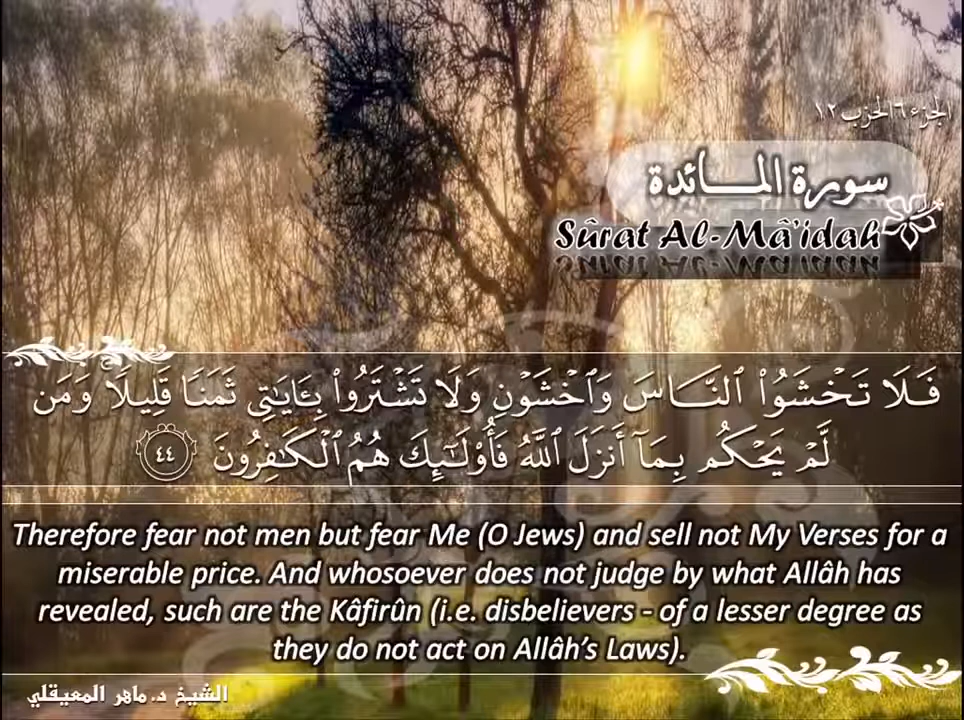 الجزء ٦ الحزب ١٢
سورة المـــائدة
Sûrat Al-Mâ'idah
فَلَا تَخْشَوُا۟ ٱلنَّاسَ وَٱخْشَوْنِ وَلَا تَشْتَرُوا۟ بِـَٔايَـٰتِى ثَمَنًا قَلِيلًا ۚ وَمَن
لَّمْ يَحْكُم بِمَآ أَنزَلَ ٱللَّهُ فَأُو۟لَـٰٓئِكَ هُمُ ٱلْكَـٰفِرُونَ ٤٤
Therefore fear not men but fear Me (O Jews) and sell not My Verses for a
miserable price. And whosoever does not judge by what Allâh has
revealed, such are the Kâfirûn (i.e. disbelievers - of a lesser degree as
they do not act on Allâh's Laws).
الشيخ د. ماهر المعيقلي